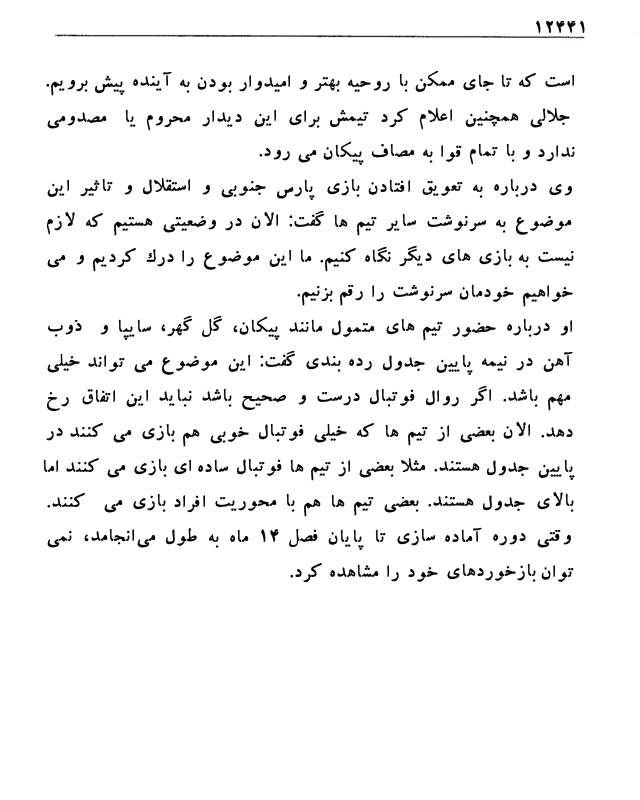 ۱۲۴۴۱
است که تا جای ممکن با روحیه بهتر و امیدوار بودن به آینده پیش برویم.
جلالی همچنین اعلام کرد تیمش برای این دیدار محروم یا مصدومی
ندارد و با تمام قوا به مصاف پیکان می رود.
وی درباره به تعویق افتادن بازی پارس جنوبی و استقلال و تاثیر این
موضوع به سرنوشت سایر تیم ها گفت: الان در وضعیتی هستیم که لازم
نیست به بازی های دیگر نگاه کنیم. ما این موضوع را درك کردیم و می
خواهیم خودمان سرنوشت را رقم بزنیم.
او درباره حضور تیم های متمول مانند پیکان، گل گهر، سایپا و ذوب
آهن در نیمه پایین جدول رده بندی گفت: این موضوع می تواند خیلی
مهم باشد. اگر روال فوتبال درست و صحیح باشد نباید این اتفاق رخ
دهد. الان بعضی از تیم ها که خیلی فوتبال خوبی هم بازی می کنند در
پایین جدول هستند. مثلا بعضی از تیم ها فوتبال ساده ای بازی می کنند اما
بالای جدول هستند. بعضی تیم ها هم با محوریت افراد بازی می کنند.
وقتی دوره آماده سازی تا پایان فصل ۱۴ ماه به طول می‌انجامد، نمی
توان بازخوردهای خود را مشاهده کرد.